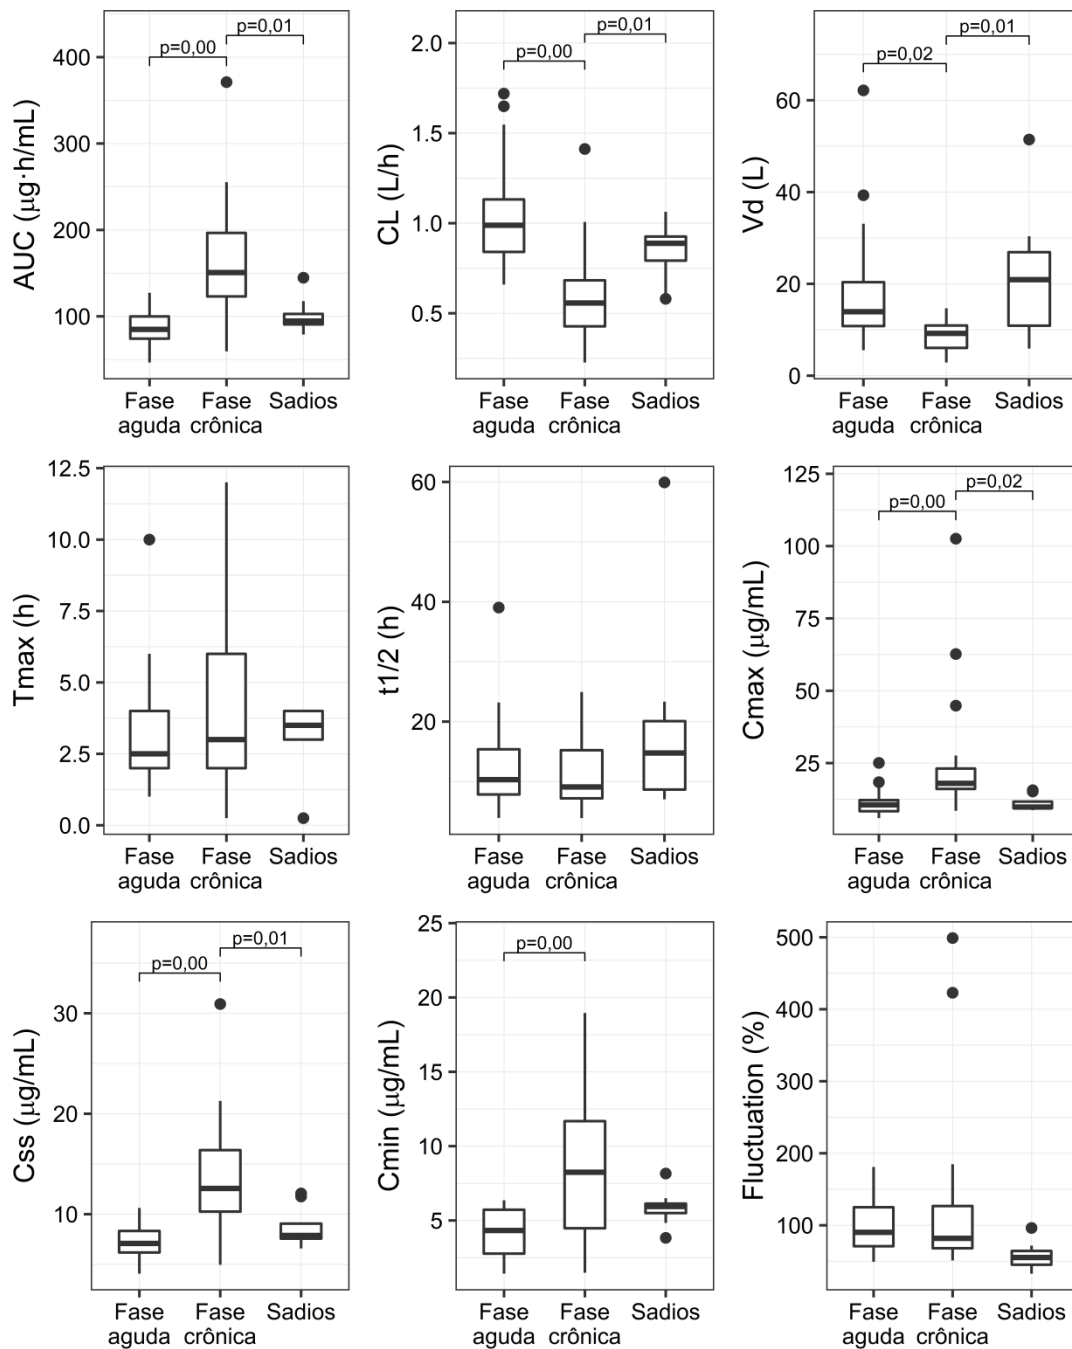 p=0,00
p=0,01
400
300
200
100
AUC (µg·h/mL)
Fase aguda
Fase crônica
Sadios
p=0,00
p=0,01
2.0
1.5
1.0
0.5
CL (L/h)
Fase aguda
Fase crônica
Sadios
p=0,02
p=0,01
60
40
20
0
Vd (L)
Fase aguda
Fase crônica
Sadios
12.5
10.0
7.5
5.0
2.5
0.0
Tmax (h)
Fase aguda
Fase crônica
Sadios
60
40
20
t1/2 (h)
Fase aguda
Fase crônica
Sadios
p=0,00
p=0,02
125
100
75
50
25
Cmax (µg/mL)
Fase aguda
Fase crônica
Sadios
p=0,00
p=0,01
30
20
10
Css (µg/mL)
Fase aguda
Fase crônica
Sadios
p=0,00
25
20
15
10
5
Cmin (µg/mL)
Fase aguda
Fase crônica
Sadios
500
400
300
200
100
Fluctuation (%)
Fase aguda
Fase crônica
Sadios